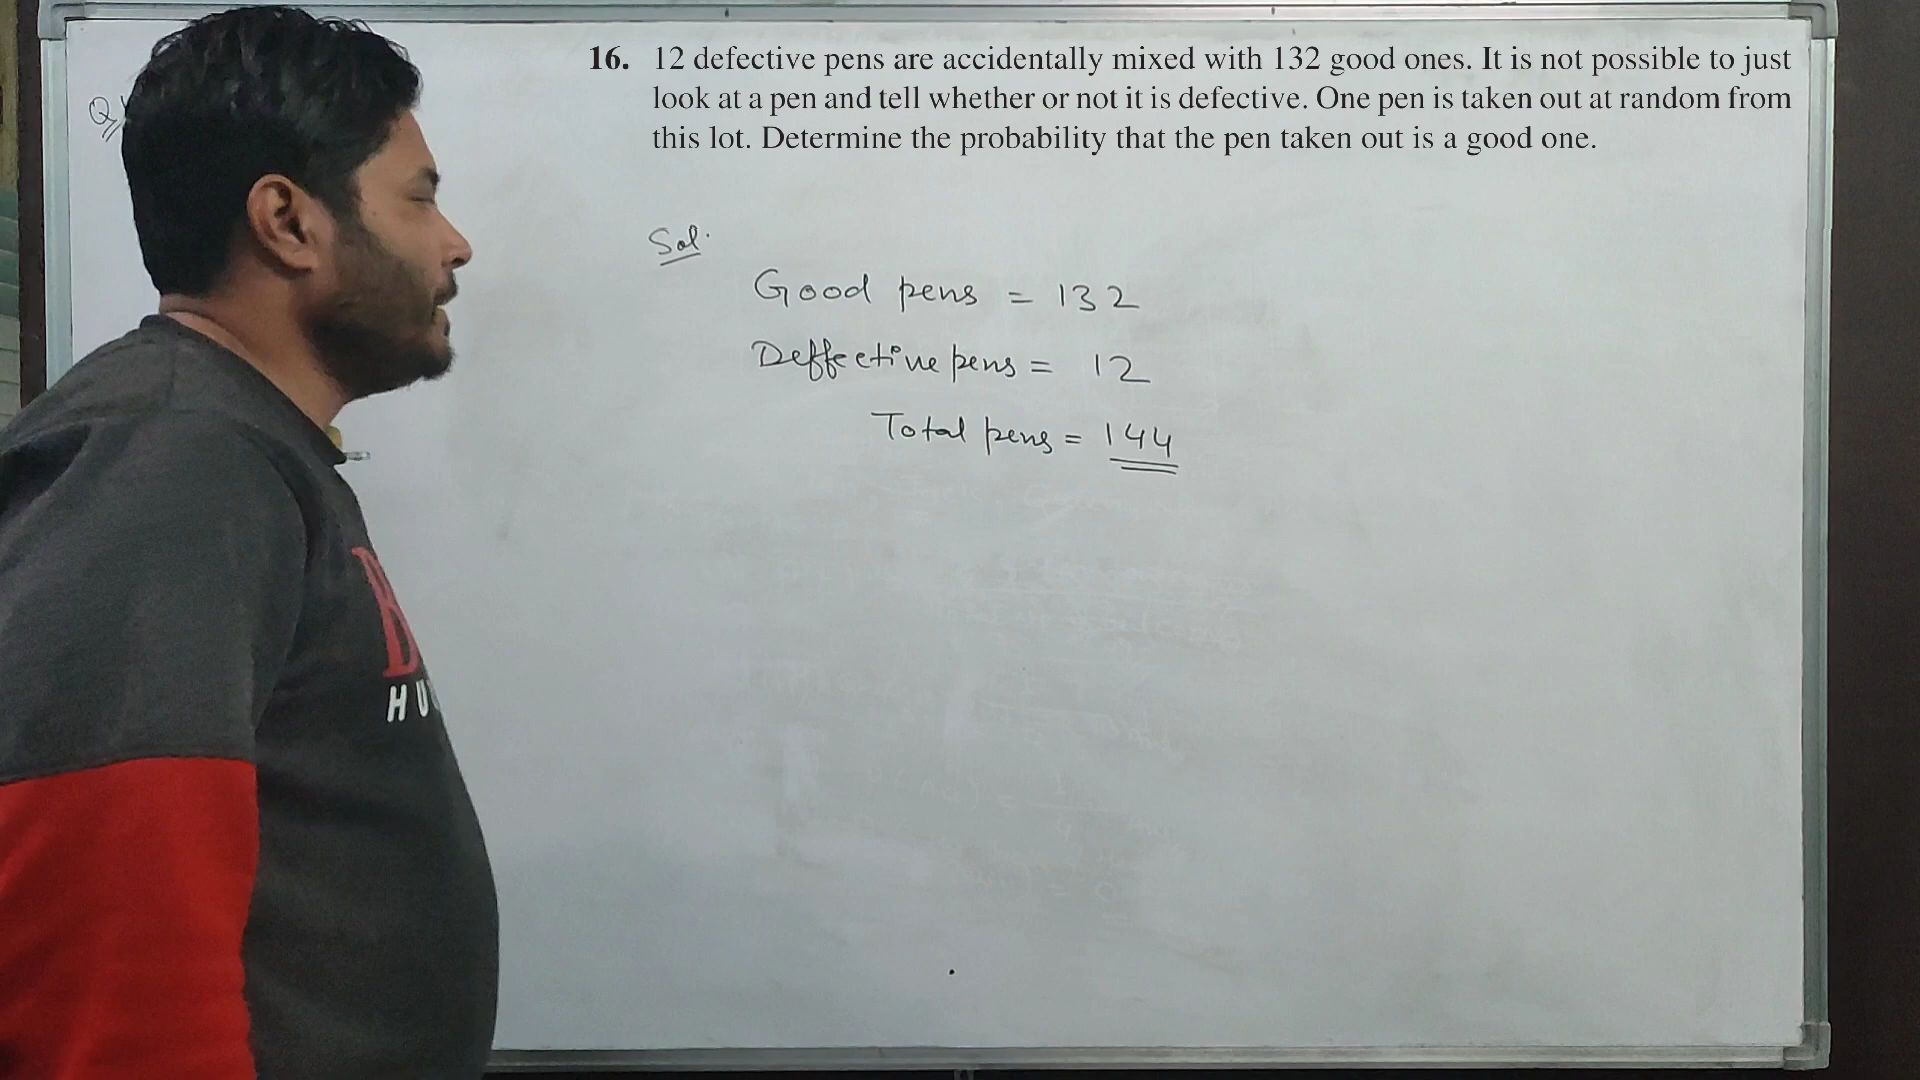 16. 12 defective pens are accidentally mixed with 132 good ones. It is not possible to just
look at a pen and tell whether or not it is defective. One pen is taken out at random from
this lot. Determine the probability that the pen taken out is a good one.
Q
Sol.
Good pens = 132
Deffective pens = 12
Total pens = 144
HU